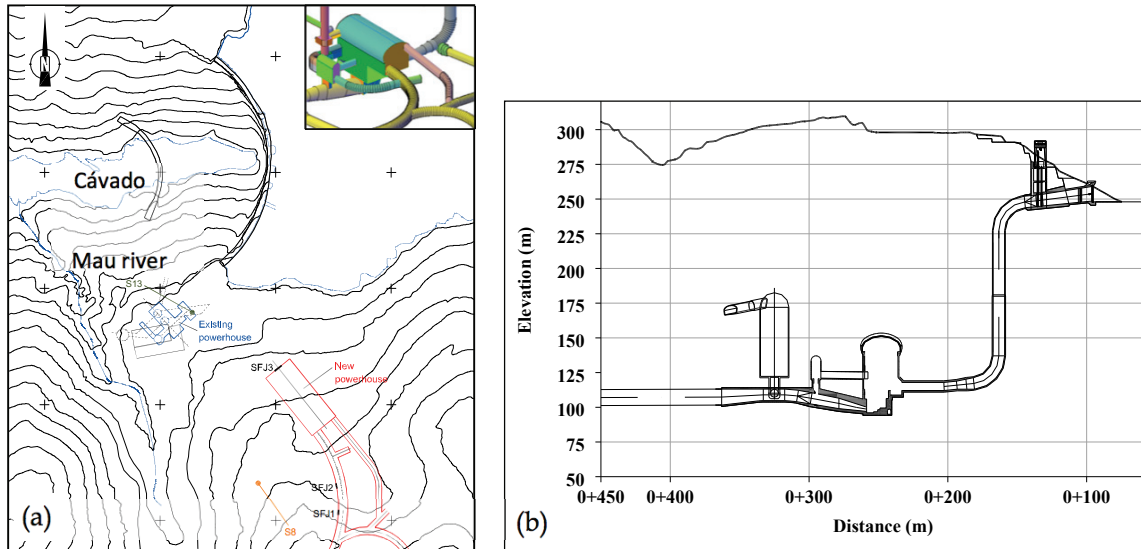 N
Cávado
Mau river
S13
Existing
powerhouse
SFJ3
New
powerhouse
SFJ2
SFJ1
S8
(a)
Elevation (m)
300
275
250
225
200
175
150
125
100
75
50
0+450
0+400
0+300
0+200
0+100
Distance (m)
(b)